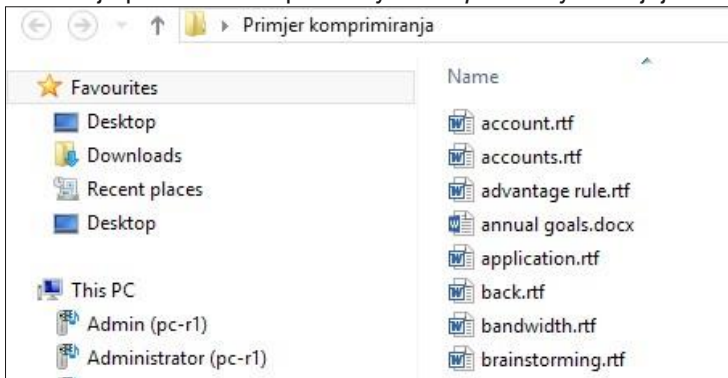 Primjer komprimiranja
Favourites
Desktop
Downloads
Recent places
Desktop
This PC
Admin (pc-r1)
Administrator (pc-r1)
Name
account.rtf
accounts.rtf
advantage rule.rtf
annual goals.docx
application.rtf
back.rtf
bandwidth.rtf
brainstorming.rtf